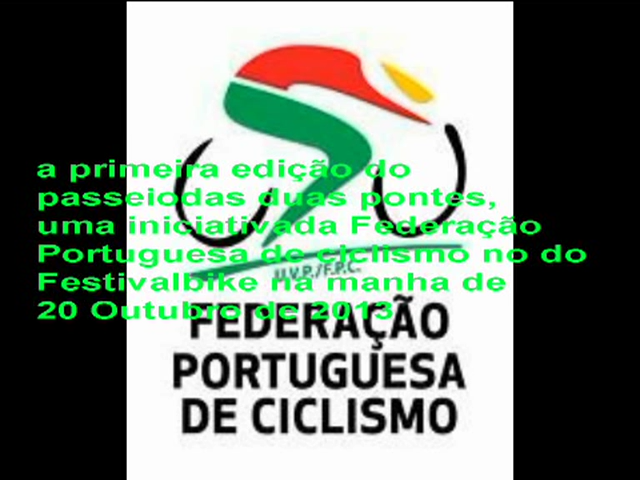 a primeira edição do
passeiodas duas pontes,
uma iniciativada Federação
Portuguesa de ciclismo no do
Festivalbike na manha de
20 Outubro de 2013
U.V.P./F.P.C.
FEDERAÇÃO
PORTUGUESA
DE CICLISMO